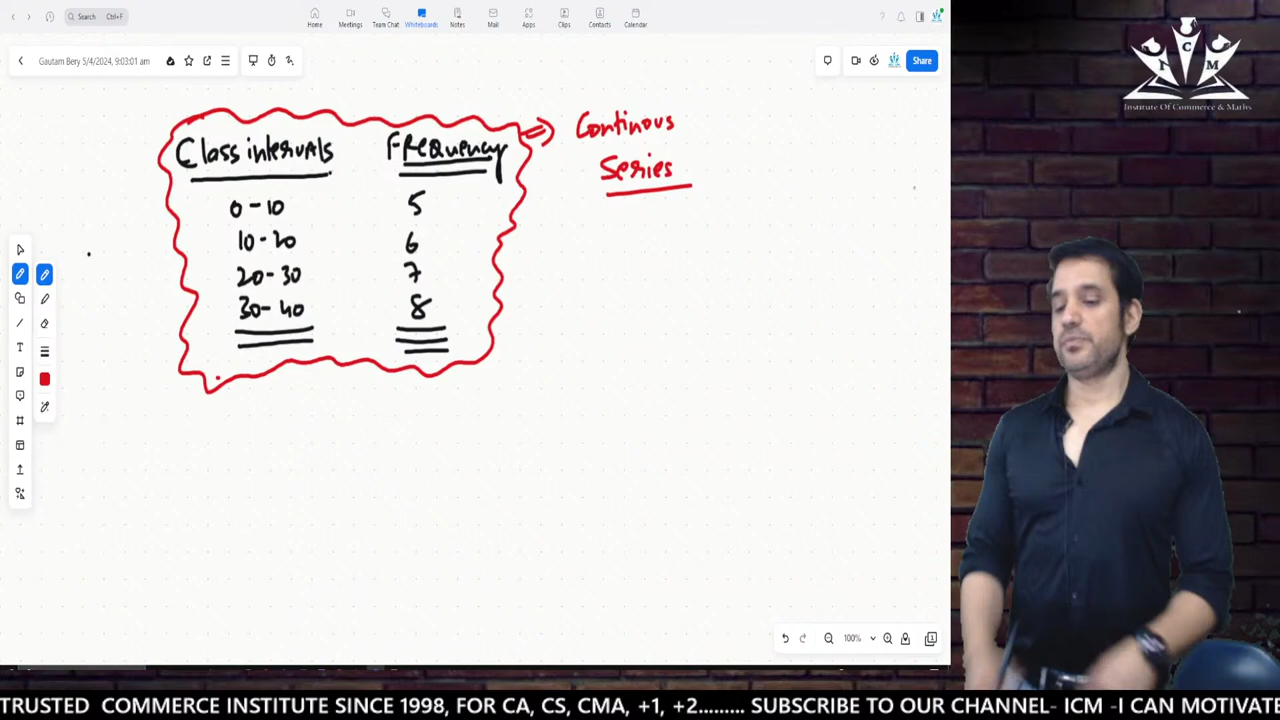 Search Ctrl+F
Home Meetings Team Chat Whiteboards Notes Mail Apps Clips Contacts Calendar
Gautam Bery 5/4/2024, 9:03:01 am
Share
I C M
Institute Of Commerce & Maths
Continous
Series
Class intervals Frequency
0-10 5
10-20 6
20-30 7
30-40 8
100%
TRUSTED COMMERCE INSTITUTE SINCE 1998, FOR CA, CS, CMA, +1, +2......... SUBSCRIBE TO OUR CHANNEL- ICM -I CAN MOTIVATE